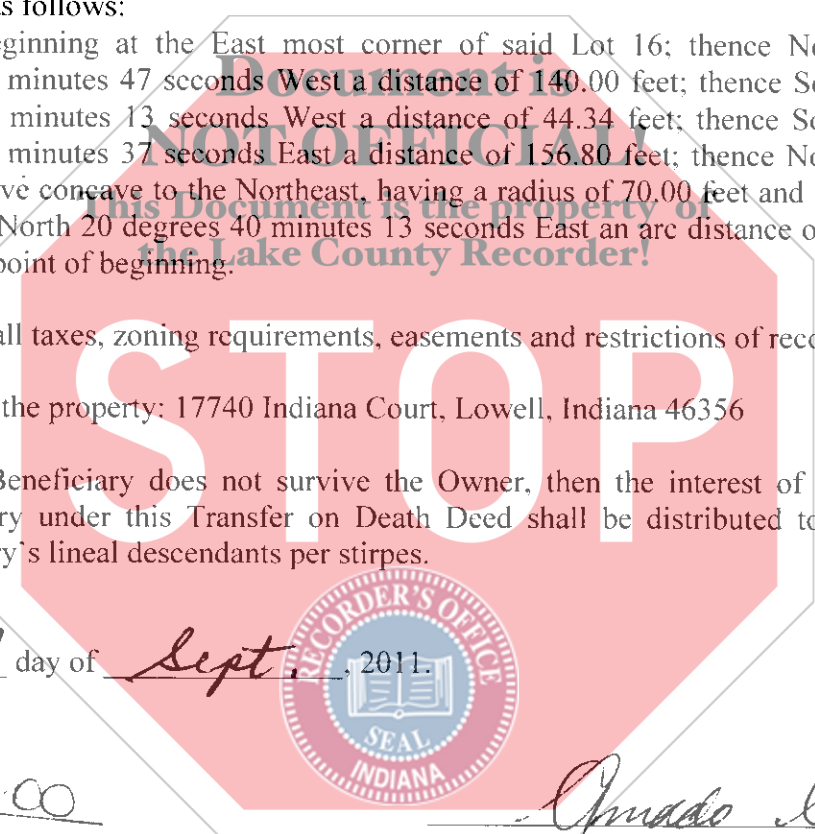 as follows:
eginning at the East most corner of said Lot 16; thence No
minutes 47 seconds West a distance of 140.00 feet; thence So
minutes 13 seconds West a distance of 44.34 feet; thence So
minutes 37 seconds East a distance of 156.80 feet; thence No
ve concave to the Northeast, having a radius of 70.00 feet and
North 20 degrees 40 minutes 13 seconds East an arc distance o
point of beginning.
Document is
NOT OFFICIAL!
This Document is the property of
the Lake County Recorder!
all taxes, zoning requirements, easements and restrictions of reco
STOP
the property: 17740 Indiana Court, Lowell, Indiana 46356
Beneficiary does not survive the Owner, then the interest of
ry under this Transfer on Death Deed shall be distributed to
ry's lineal descendants per stirpes.
day of Sept. , 2011.
RECORDER'S OFFICE
SEAL
INDIANA
Amado